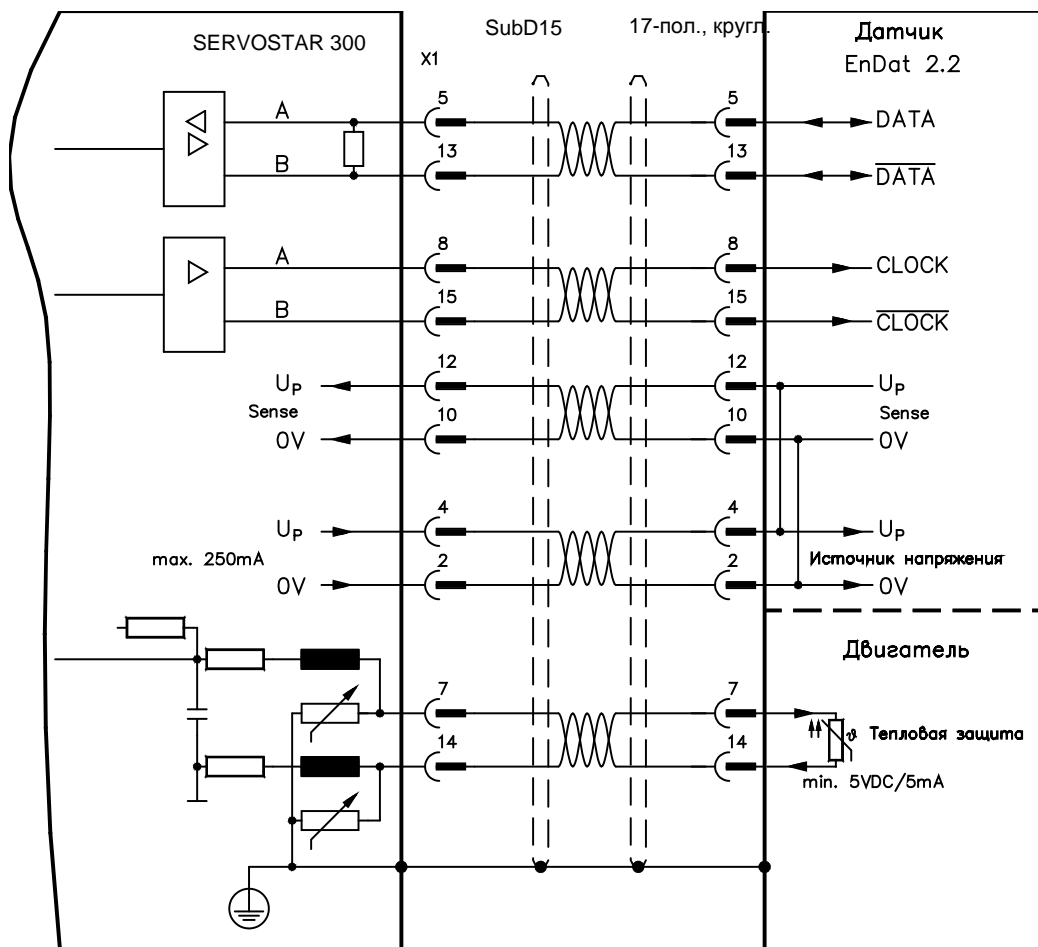 SERVOSTAR 300
SubD15
17-пол., кругл.
Датчик
EnDat 2.2
X1
A
5
5
DATA
B
13
13
DATA
A
8
8
CLOCK
B
15
15
CLOCK
UP
12
12
UP
Sense
Sense
0V
10
10
0V
UP
4
4
UP
max. 250mA
Источник напряжения
0V
2
2
0V
Двигатель
7
7
ϑ Тепловая защита
14
14
min. 5VDC/5mA